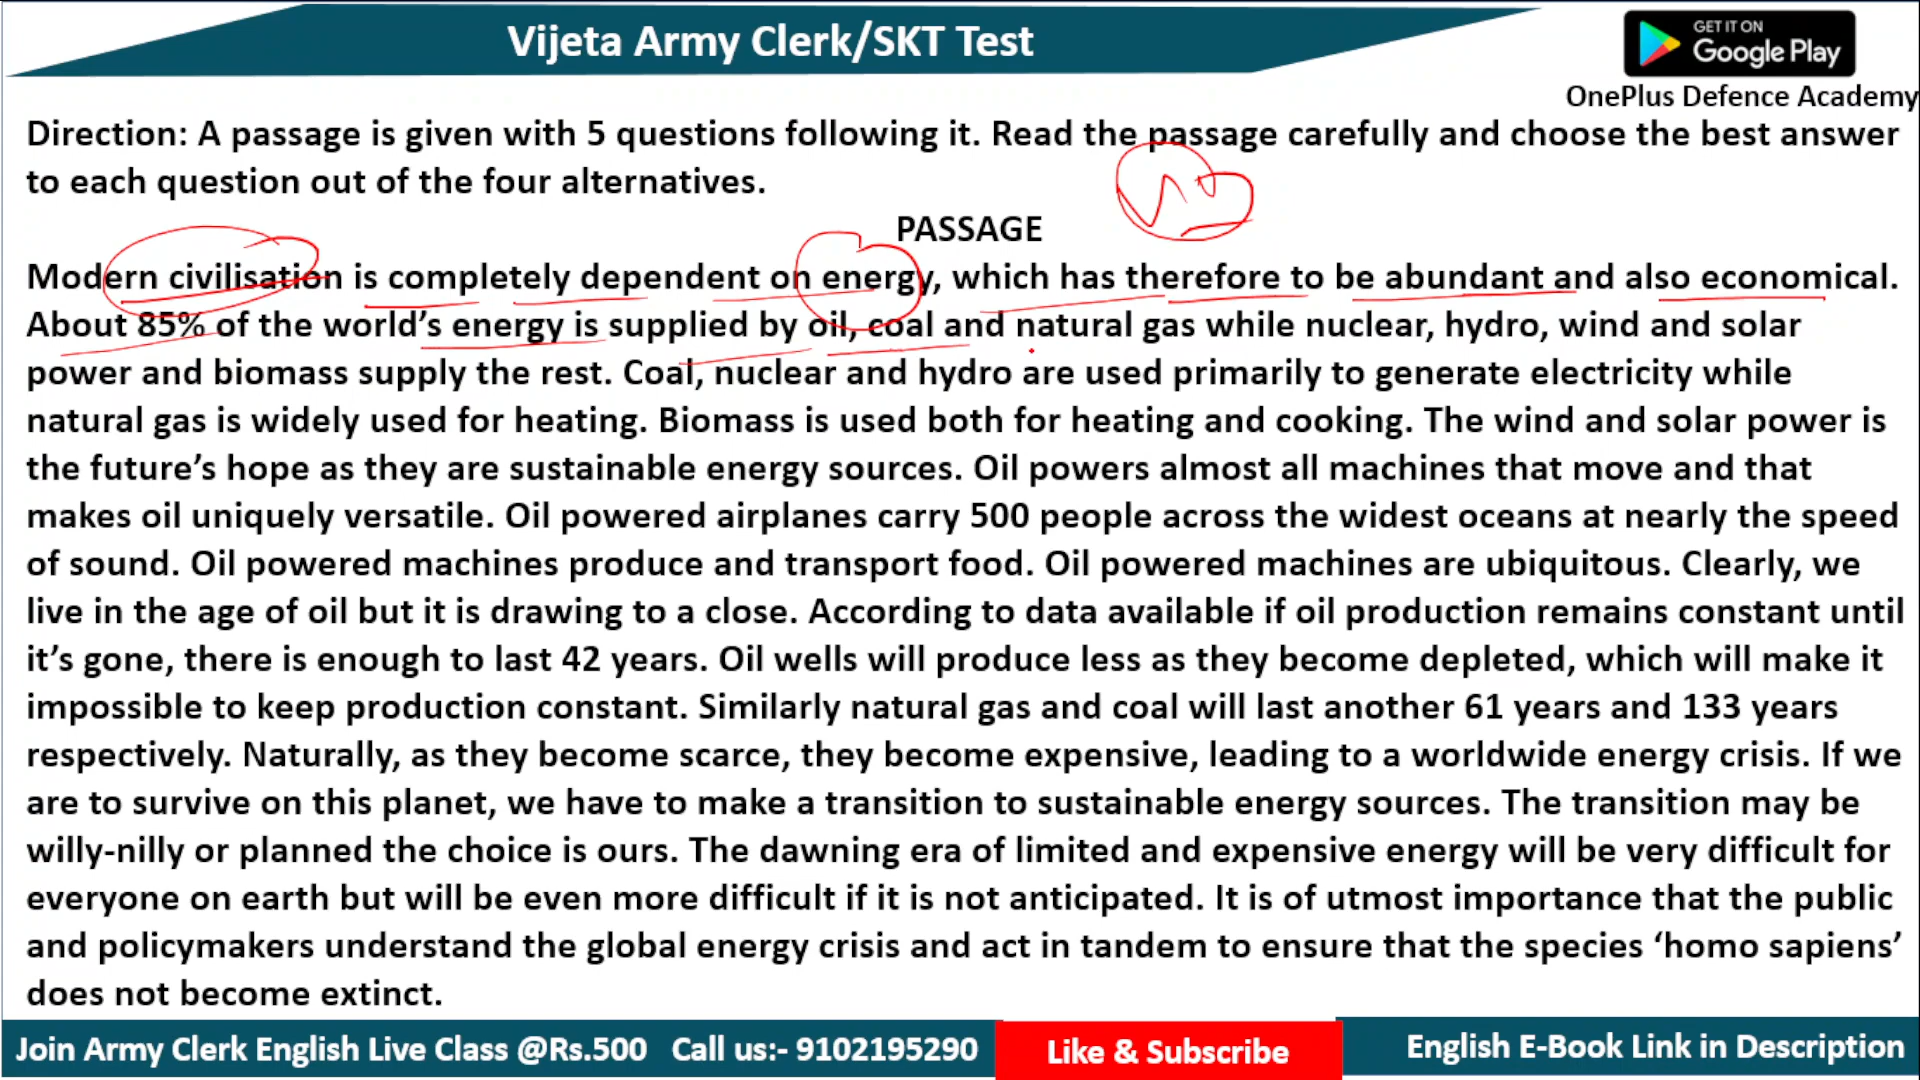 Vijeta Army Clerk/SKT Test
GET IT ON
Google Play
OnePlus Defence Academy
Direction: A passage is given with 5 questions following it. Read the passage carefully and choose the best answer
to each question out of the four alternatives.
PASSAGE
Modern civilisation is completely dependent on energy, which has therefore to be abundant and also economical.
About 85% of the world’s energy is supplied by oil, coal and natural gas while nuclear, hydro, wind and solar
power and biomass supply the rest. Coal, nuclear and hydro are used primarily to generate electricity while
natural gas is widely used for heating. Biomass is used both for heating and cooking. The wind and solar power is
the future’s hope as they are sustainable energy sources. Oil powers almost all machines that move and that
makes oil uniquely versatile. Oil powered airplanes carry 500 people across the widest oceans at nearly the speed
of sound. Oil powered machines produce and transport food. Oil powered machines are ubiquitous. Clearly, we
live in the age of oil but it is drawing to a close. According to data available if oil production remains constant until
it’s gone, there is enough to last 42 years. Oil wells will produce less as they become depleted, which will make it
impossible to keep production constant. Similarly natural gas and coal will last another 61 years and 133 years
respectively. Naturally, as they become scarce, they become expensive, leading to a worldwide energy crisis. If we
are to survive on this planet, we have to make a transition to sustainable energy sources. The transition may be
willy-nilly or planned the choice is ours. The dawning era of limited and expensive energy will be very difficult for
everyone on earth but will be even more difficult if it is not anticipated. It is of utmost importance that the public
and policymakers understand the global energy crisis and act in tandem to ensure that the species ‘homo sapiens’
does not become extinct.
Join Army Clerk English Live Class @Rs.500 Call us:- 9102195290
Like & Subscribe
English E-Book Link in Description